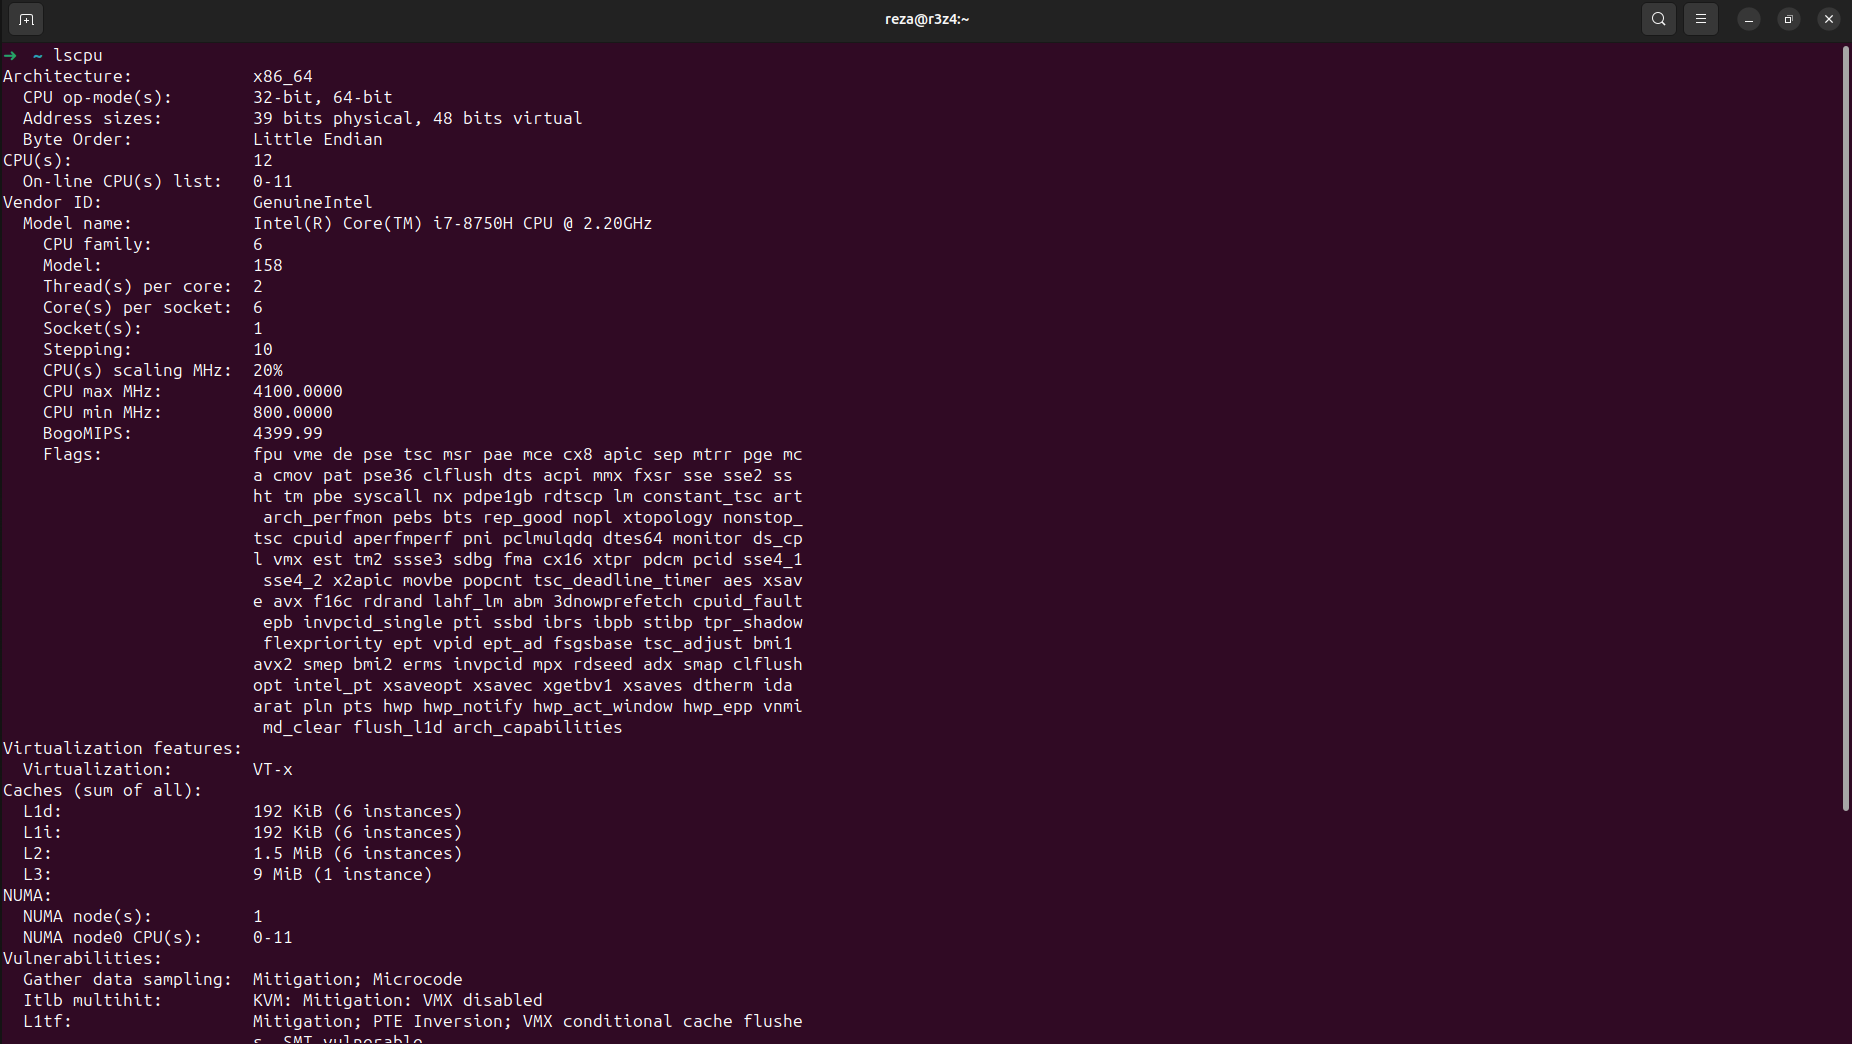 reza@r3z4:~
➜  ~ lscpu
Architecture:            x86_64
  CPU op-mode(s):        32-bit, 64-bit
  Address sizes:         39 bits physical, 48 bits virtual
  Byte Order:            Little Endian
CPU(s):                  12
  On-line CPU(s) list:   0-11
Vendor ID:               GenuineIntel
  Model name:            Intel(R) Core(TM) i7-8750H CPU @ 2.20GHz
    CPU family:          6
    Model:               158
    Thread(s) per core:  2
    Core(s) per socket:  6
    Socket(s):           1
    Stepping:            10
    CPU(s) scaling MHz:  20%
    CPU max MHz:         4100.0000
    CPU min MHz:         800.0000
    BogoMIPS:            4399.99
    Flags:               fpu vme de pse tsc msr pae mce cx8 apic sep mtrr pge mc
                         a cmov pat pse36 clflush dts acpi mmx fxsr sse sse2 ss
                         ht tm pbe syscall nx pdpe1gb rdtscp lm constant_tsc art
                          arch_perfmon pebs bts rep_good nopl xtopology nonstop_
                         tsc cpuid aperfmperf pni pclmulqdq dtes64 monitor ds_cp
                         l vmx est tm2 ssse3 sdbg fma cx16 xtpr pdcm pcid sse4_1
                          sse4_2 x2apic movbe popcnt tsc_deadline_timer aes xsav
                         e avx f16c rdrand lahf_lm abm 3dnowprefetch cpuid_fault
                          epb invpcid_single pti ssbd ibrs ibpb stibp tpr_shadow
                          flexpriority ept vpid ept_ad fsgsbase tsc_adjust bmi1
                         avx2 smep bmi2 erms invpcid mpx rdseed adx smap clflush
                         opt intel_pt xsaveopt xsavec xgetbv1 xsaves dtherm ida
                         arat pln pts hwp hwp_notify hwp_act_window hwp_epp vnmi
                          md_clear flush_l1d arch_capabilities
Virtualization features:
  Virtualization:        VT-x
Caches (sum of all):
  L1d:                   192 KiB (6 instances)
  L1i:                   192 KiB (6 instances)
  L2:                    1.5 MiB (6 instances)
  L3:                    9 MiB (1 instance)
NUMA:
  NUMA node(s):          1
  NUMA node0 CPU(s):     0-11
Vulnerabilities:
  Gather data sampling:  Mitigation; Microcode
  Itlb multihit:         KVM: Mitigation: VMX disabled
  L1tf:                  Mitigation; PTE Inversion; VMX conditional cache flushe
                         s, SMT vulnerable